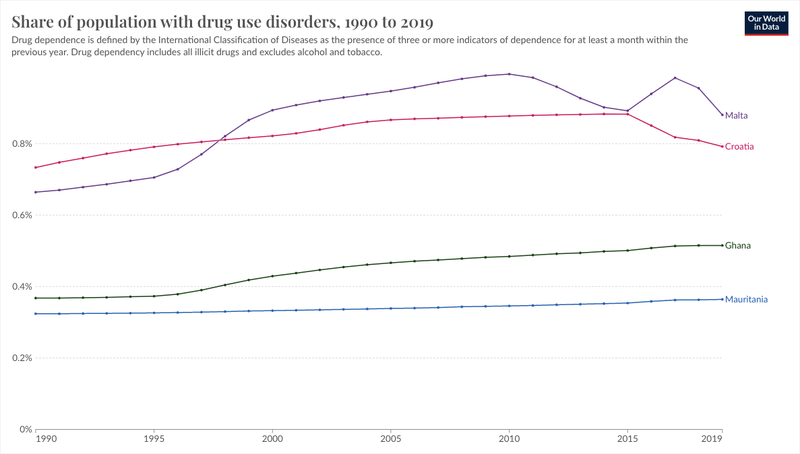 Share of population with drug use disorders, 1990 to 2019
Our World
in Data
Drug dependence is defined by the International Classification of Diseases as the presence of three or more indicators of dependence for at least a month within the
previous year. Drug dependency includes all illicit drugs and excludes alcohol and tobacco.
Malta
0.8%
Croatia
0.6%
Ghana
0.4%
Mauritania
0.2%
0%
1990
1995
2000
2005
2010
2015
2019